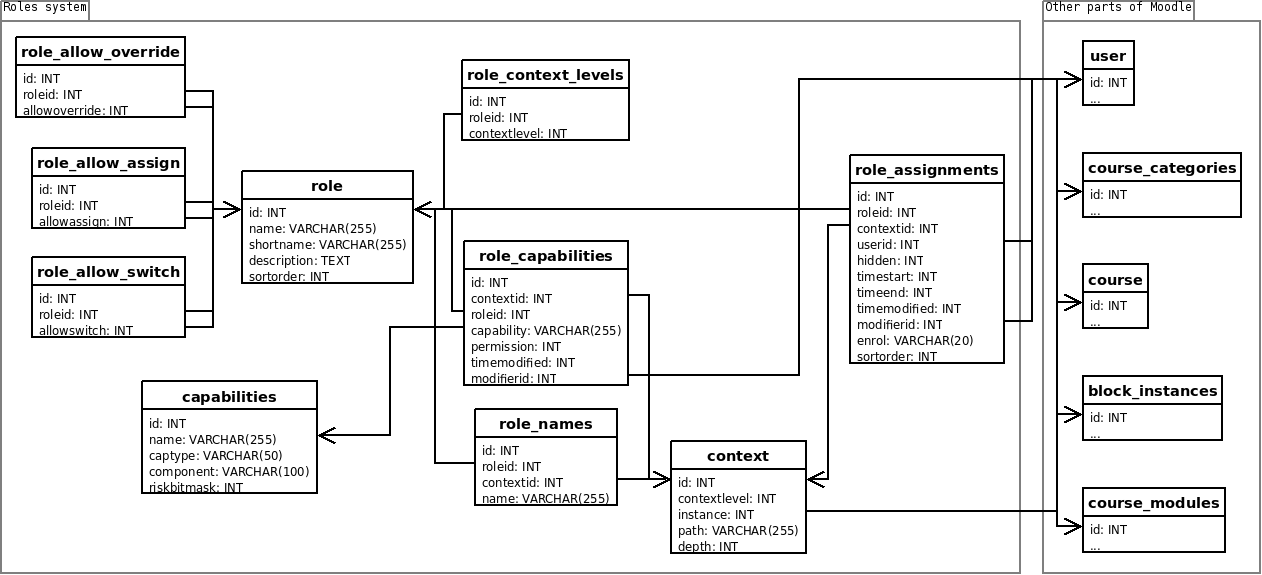 Roles system
Other parts of Moodle
role_allow_override
id: INT
roleid: INT
allowoverride: INT
role_allow_assign
id: INT
roleid: INT
allowassign: INT
role_allow_switch
id: INT
roleid: INT
allowswitch: INT
role
id: INT
name: VARCHAR(255)
shortname: VARCHAR(255)
description: TEXT
sortorder: INT
capabilities
id: INT
name: VARCHAR(255)
captype: VARCHAR(50)
component: VARCHAR(100)
riskbitmask: INT
role_context_levels
id: INT
roleid: INT
contextlevel: INT
role_capabilities
id: INT
contextid: INT
roleid: INT
capability: VARCHAR(255)
permission: INT
timemodified: INT
modifierid: INT
role_names
id: INT
roleid: INT
contextid: INT
name: VARCHAR(255)
context
id: INT
contextlevel: INT
instance: INT
path: VARCHAR(255)
depth: INT
role_assignments
id: INT
roleid: INT
contextid: INT
userid: INT
hidden: INT
timestart: INT
timeend: INT
timemodified: INT
modifierid: INT
enrol: VARCHAR(20)
sortorder: INT
user
id: INT
...
course_categories
id: INT
...
course
id: INT
...
block_instances
id: INT
...
course_modules
id: INT
...